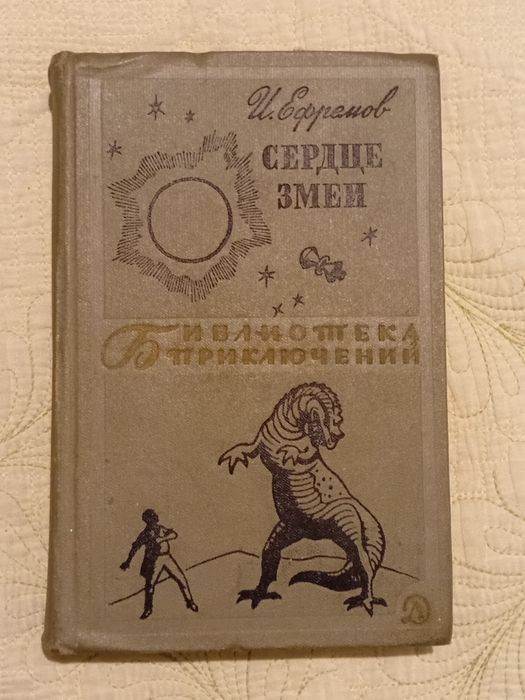 И. Ефремов
СЕРДЦЕ
ЗМЕИ
БИБЛИОТЕКА
ПРИКЛЮЧЕНИЙ
Д